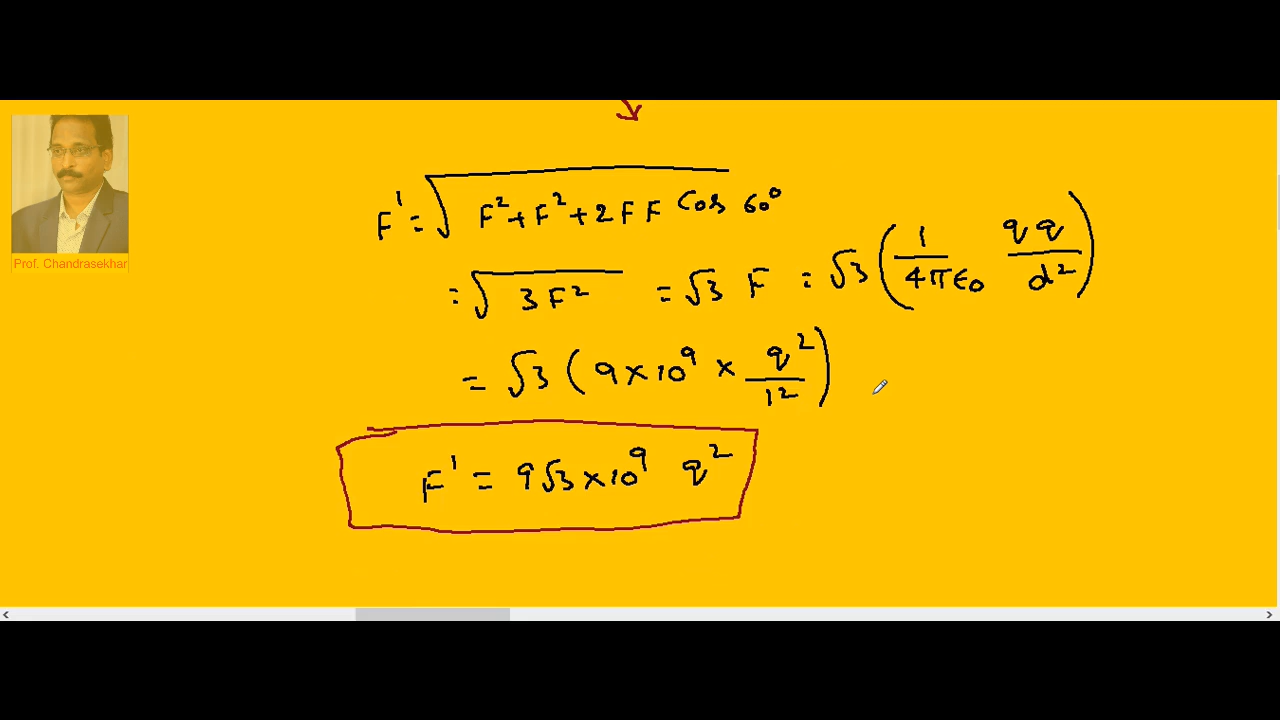 Prof. Chandrasekhar
F' = √(F² + F² + 2 F F Cos 60°)
= √(3F²) = √3 F = √3 (1/4πε₀ qq/d²)
= √3 (9 × 10⁹ × q²/1²)
F' = 9√3 × 10⁹ q²